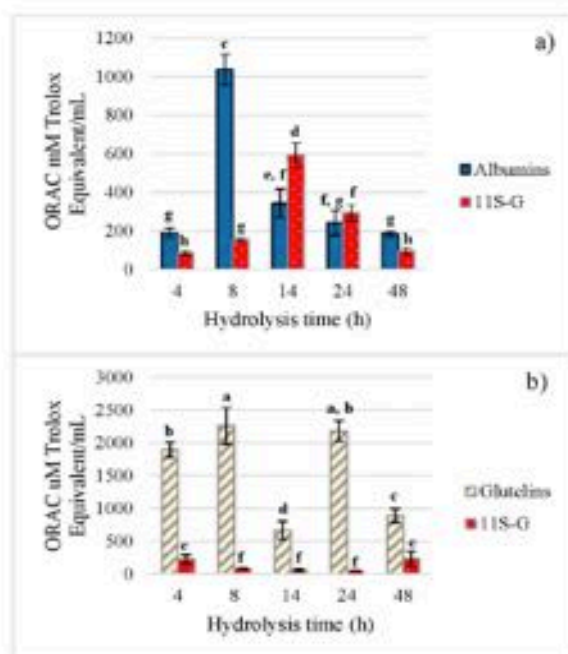 a)
ORAC mM Trolox
Equivalent/mL
1200
1000
800
600
400
200
0
g h c g e, f d f, g f g h
4 8 14 24 48
Hydrolysis time (h)
Albumins
11S-G
b)
ORAC uM Trolox
Equivalent/mL
3000
2500
2000
1500
1000
500
0
b e a f d f a, b f c e
4 8 14 24 48
Hydrolysis time (h)
Glutelins
11S-G